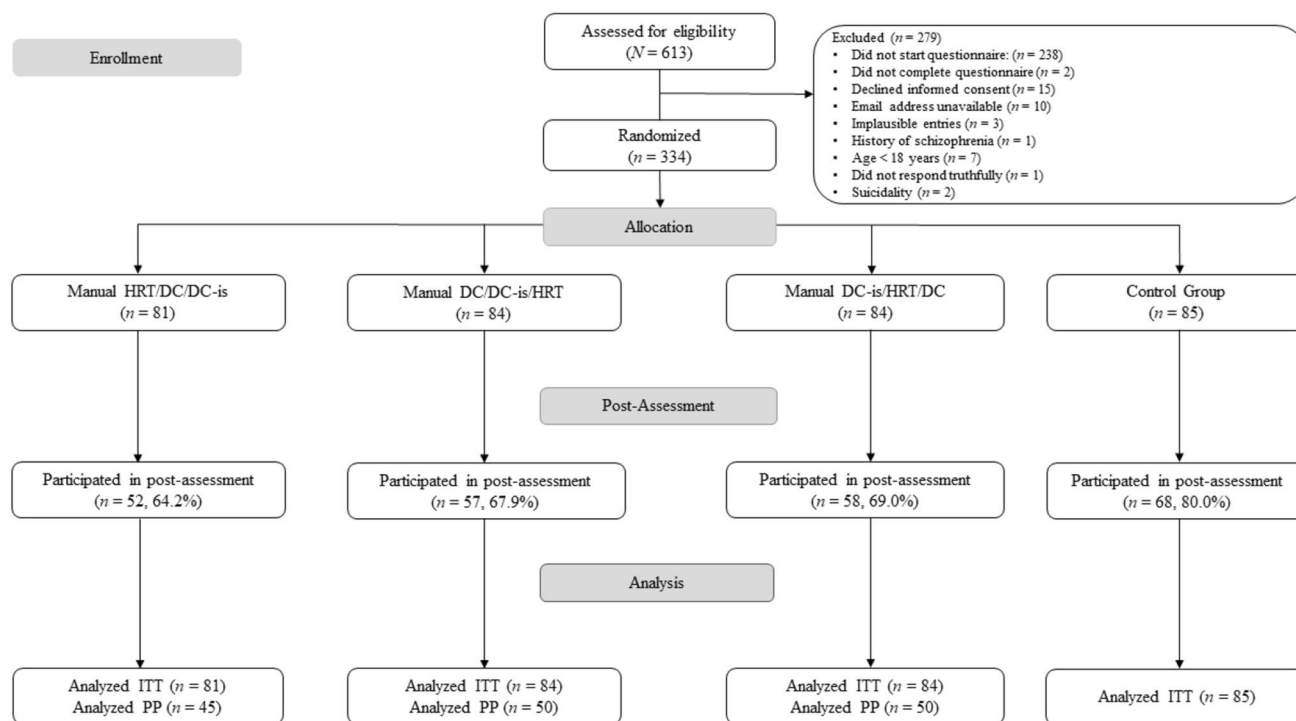 Enrollment
Assessed for eligibility
(N = 613)
Excluded (n = 279)
• Did not start questionnaire: (n = 238)
• Did not complete questionnaire (n = 2)
• Declined informed consent (n = 15)
• Email address unavailable (n = 10)
• Implausible entries (n = 3)
• History of schizophrenia (n = 1)
• Age < 18 years (n = 7)
• Did not respond truthfully (n = 1)
• Suicidality (n = 2)
Randomized
(n = 334)
Allocation
Manual HRT/DC/DC-is
(n = 81)
Manual DC/DC-is/HRT
(n = 84)
Manual DC-is/HRT/DC
(n = 84)
Control Group
(n = 85)
Post-Assessment
Participated in post-assessment
(n = 52, 64.2%)
Participated in post-assessment
(n = 57, 67.9%)
Participated in post-assessment
(n = 58, 69.0%)
Participated in post-assessment
(n = 68, 80.0%)
Analysis
Analyzed ITT (n = 81)
Analyzed PP (n = 45)
Analyzed ITT (n = 84)
Analyzed PP (n = 50)
Analyzed ITT (n = 84)
Analyzed PP (n = 50)
Analyzed ITT (n = 85)